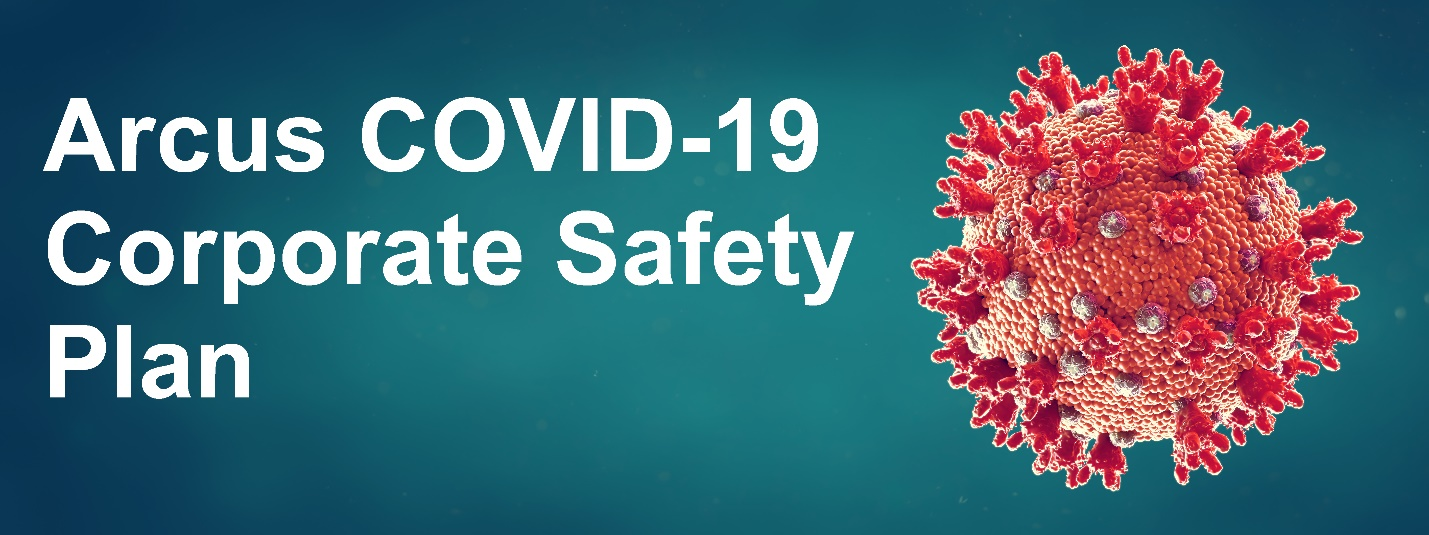 Arcus COVID-19
Corporate Safety
Plan